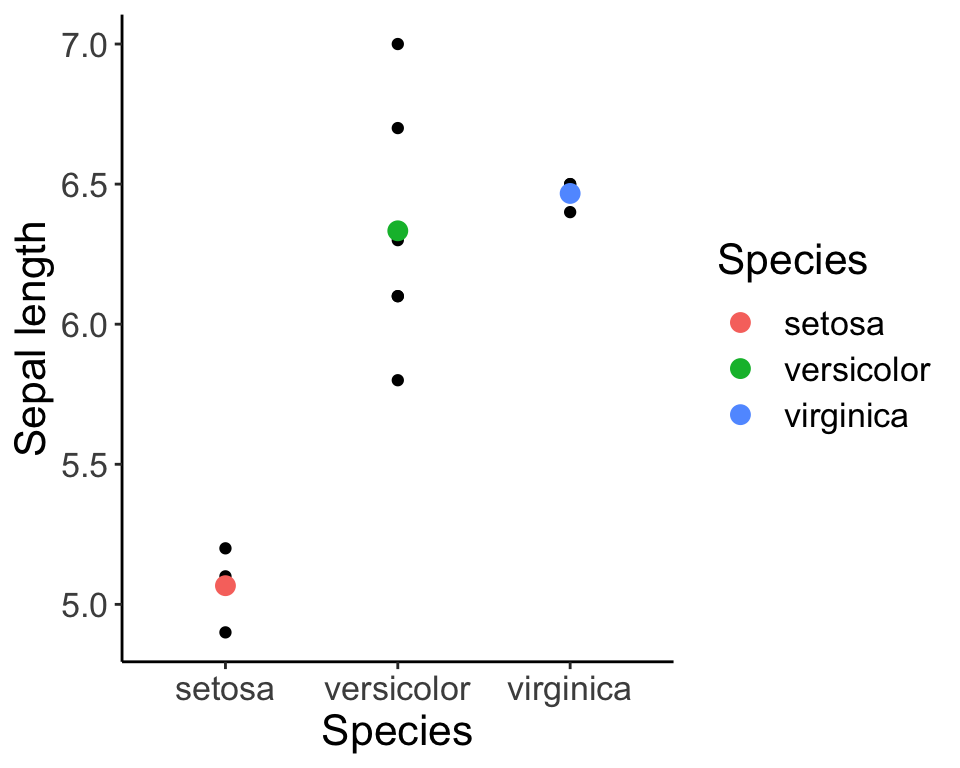 7.0
6.5
6.0
5.5
5.0
Sepal length
setosa versicolor virginica
Species
Species
setosa
versicolor
virginica